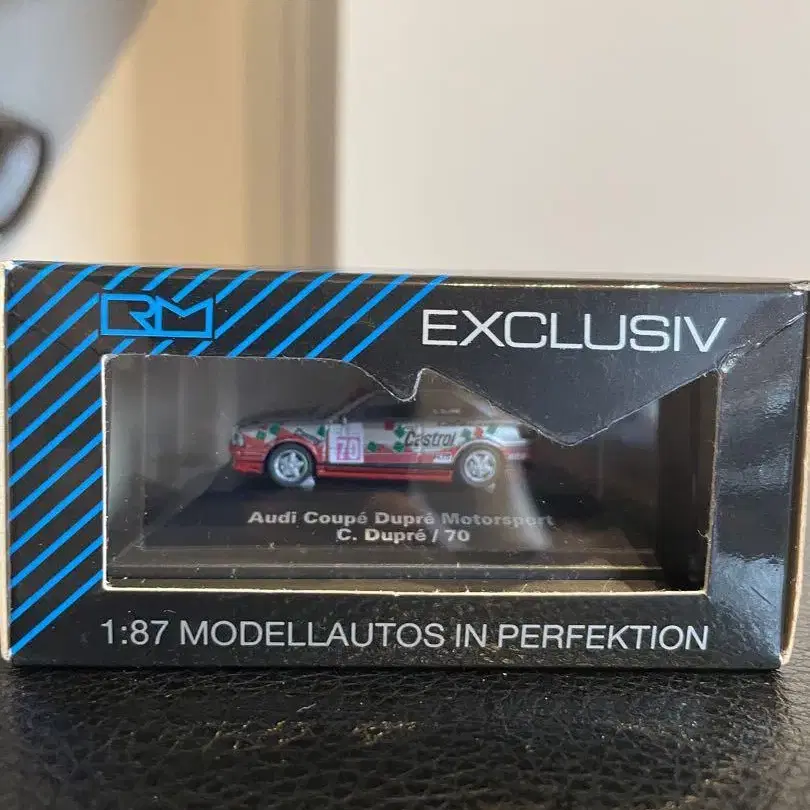 RM
EXCLUSIV
70
Castrol
Audi Coupé Dupré Motorsport
C. Dupré / 70
1:87 MODELLAUTOS IN PERFEKTION